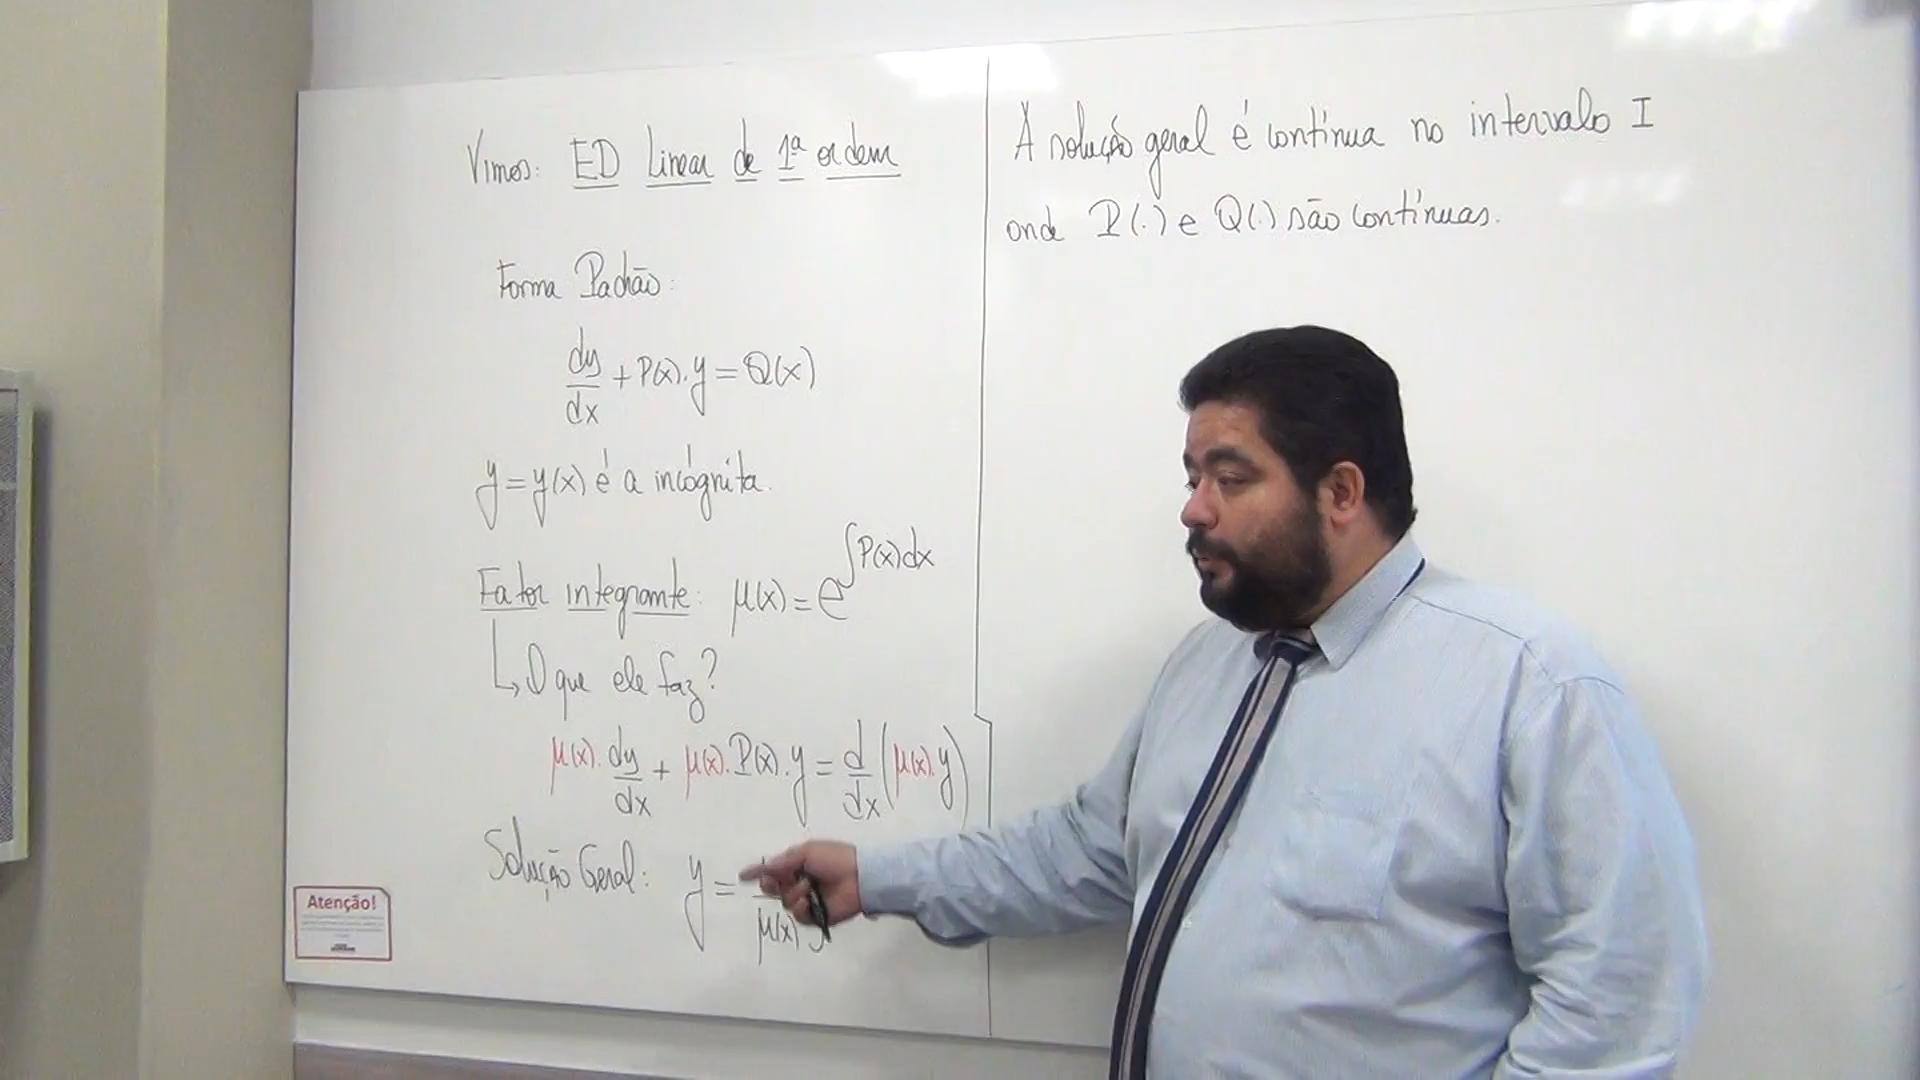 Vimos: ED Linear de 1ª ordem
Forma Padrão:
dy/dx + P(x).y = Q(x)
y = y(x) é a incógnita.
Fator integrante: μ(x) = e^∫P(x)dx
↳ O que ele faz?
μ(x).dy/dx + μ(x).P(x).y = d/dx(μ(x).y)
Solução Geral: y = 1/μ(x) ∫
Atenção!
A solução geral é contínua no intervalo I
onde P(.) e Q(.) são contínuas.